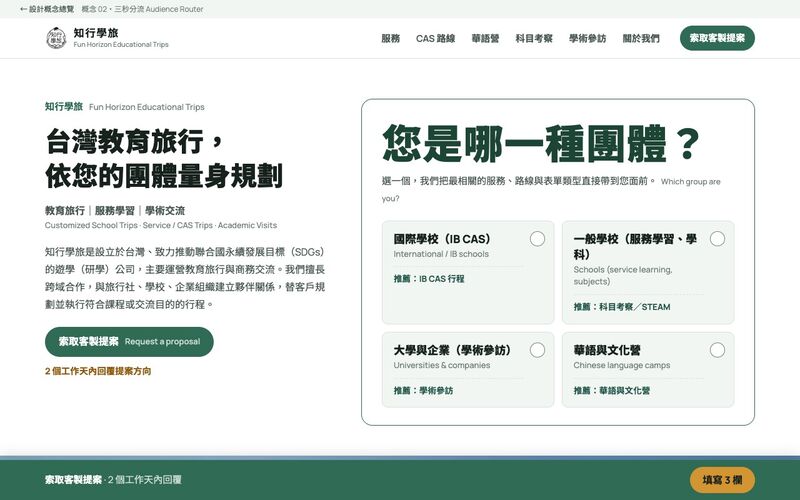 ← 設計概念總覽 概念 02・三秒分流 Audience Router
知行學旅
Fun Horizon Educational Trips
服務 CAS 路線 華語營 科目考察 學術參訪 關於我們 索取客製提案
知行學旅 Fun Horizon Educational Trips
台灣教育旅行，
依您的團體量身規劃
教育旅行｜服務學習｜學術交流
Customized School Trips · Service / CAS Trips · Academic Visits
知行學旅是設立於台灣、致力推動聯合國永續發展目標（SDGs）
的遊學（研學）公司，主要運營教育旅行與商務交流。我們擅長
跨域合作，與旅行社、學校、企業組織建立夥伴關係，替客戶規
劃並執行符合課程或交流目的的行程。
索取客製提案 Request a proposal
2 個工作天內回覆提案方向
您是哪一種團體？
選一個，我們把最相關的服務、路線與表單類型直接帶到您面前。 Which group are
you?
國際學校（IB CAS）
International / IB schools
推薦：IB CAS 行程
一般學校（服務學習、學
科）
Schools (service learning,
subjects)
推薦：科目考察／STEAM
大學與企業（學術參訪）
Universities & companies
推薦：學術參訪
華語與文化營
Chinese language camps
推薦：華語與文化營
索取客製提案 · 2 個工作天內回覆
填寫 3 欄